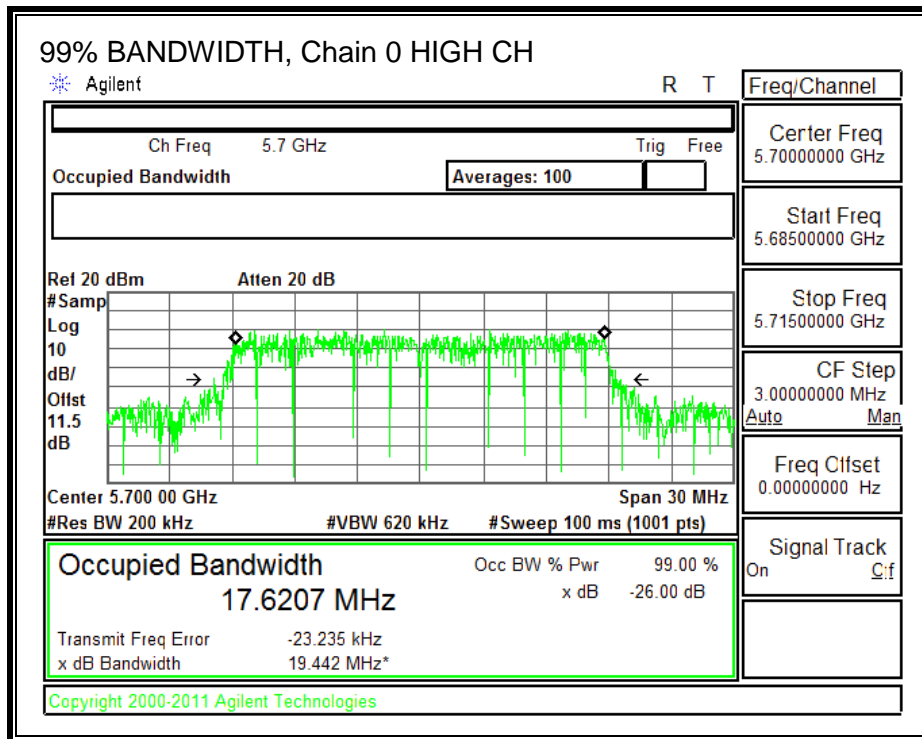 99% BANDWIDTH, Chain 0 HIGH CH
Agilent R T
Ch Freq 5.7 GHz Trig Free
Occupied Bandwidth Averages: 100
Ref 20 dBm Atten 20 dB
#Samp
Log
10
dB/
Offst
11.5
dB
Center 5.700 00 GHz Span 30 MHz
#Res BW 200 kHz #VBW 620 kHz #Sweep 100 ms (1001 pts)
Occupied Bandwidth Occ BW % Pwr 99.00 %
17.6207 MHz x dB -26.00 dB
Transmit Freq Error -23.235 kHz
x dB Bandwidth 19.442 MHz*
Copyright 2000-2011 Agilent Technologies
Freq/Channel
Center Freq
5.70000000 GHz
Start Freq
5.68500000 GHz
Stop Freq
5.71500000 GHz
CF Step
3.00000000 MHz
Auto Man
Freq Offset
0.00000000 Hz
Signal Track
On Off